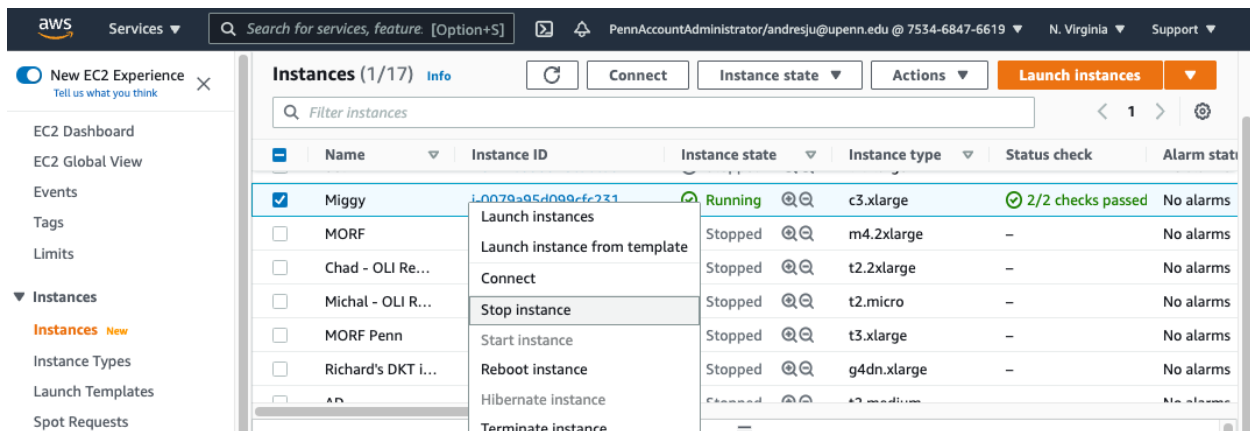 aws Services ▼ Search for services, feature [Option+S] PennAccountAdministrator/andresju@upenn.edu @ 7534-6847-6619 ▼ N. Virginia ▼ Support ▼
New EC2 Experience
Tell us what you think
EC2 Dashboard
EC2 Global View
Events
Tags
Limits
▼ Instances
Instances New
Instance Types
Launch Templates
Spot Requests
Instances (1/17) Info Connect Instance state ▼ Actions ▼ Launch instances ▼
Filter instances 1
Name Instance ID Instance state Instance type Status check Alarm stat
Miggy i-0079a95d099cfc231 Running c3.xlarge 2/2 checks passed No alarms
MORF Stopped m4.2xlarge – No alarms
Chad - OLI Re... Stopped t2.2xlarge – No alarms
Michal - OLI R... Stopped t2.micro – No alarms
MORF Penn Stopped t3.xlarge – No alarms
Richard's DKT i... Stopped g4dn.xlarge – No alarms
Launch instances
Launch instance from template
Connect
Stop instance
Start instance
Reboot instance
Hibernate instance
Terminate instance